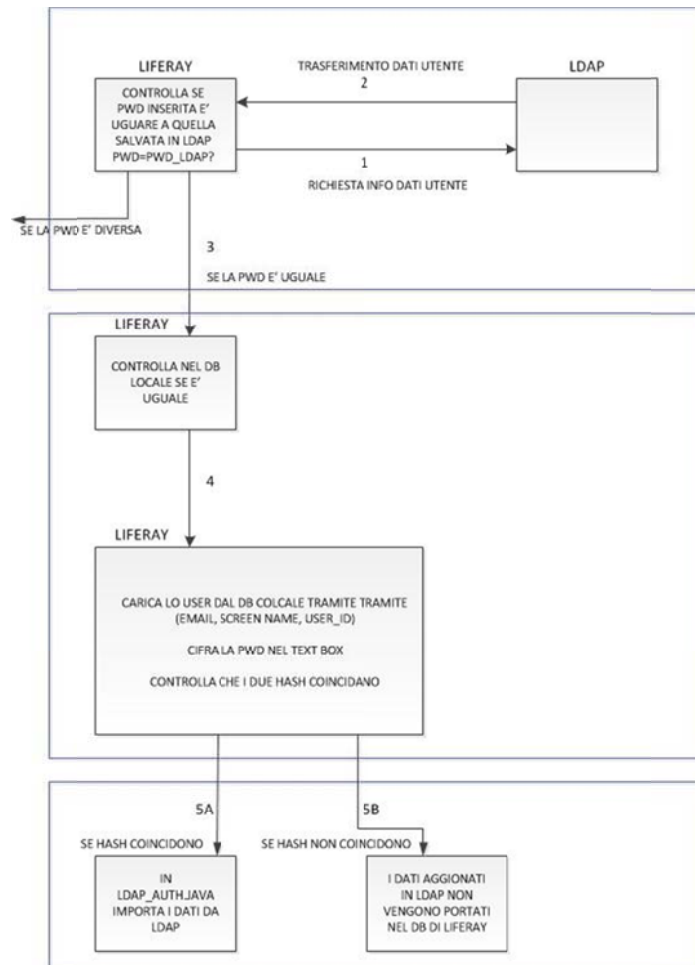 LIFERAY
CONTROLLA SE
PWD INSERITA E'
UGUARE A QUELLA
SALVATA IN LDAP
PWD=PWD_LDAP?
TRASFERIMENTO DATI UTENTE
2
LDAP
1
RICHIESTA INFO DATI UTENTE
SE LA PWD E' DIVERSA
3
SE LA PWD E' UGUALE
LIFERAY
CONTROLLA NEL DB
LOCALE SE E'
UGUALE
4
LIFERAY
CARICA LO USER DAL DB COLCALE TRAMITE TRAMITE
(EMAIL, SCREEN NAME, USER_ID)
CIFRA LA PWD NEL TEXT BOX
CONTROLLA CHE I DUE HASH COINCIDANO
5A
5B
SE HASH COINCIDONO
SE HASH NON COINCIDONO
IN
LDAP_AUTH.JAVA
IMPORTA I DATI DA
LDAP
I DATI AGGIONATI
IN LDAP NON
VENGONO PORTATI
NEL DB DI LIFERAY